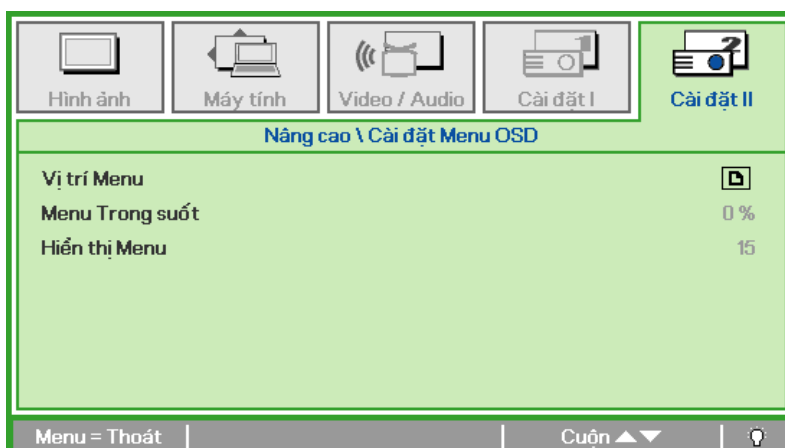 Hình ảnh
Máy tính
Video / Audio
Cài đặt I
Cài đặt II
Nâng cao \ Cài đặt Menu OSD
Vị trí Menu
Menu Trong suốt 0 %
Hiển thị Menu 15
Menu = Thoát Cuộn ▲▼